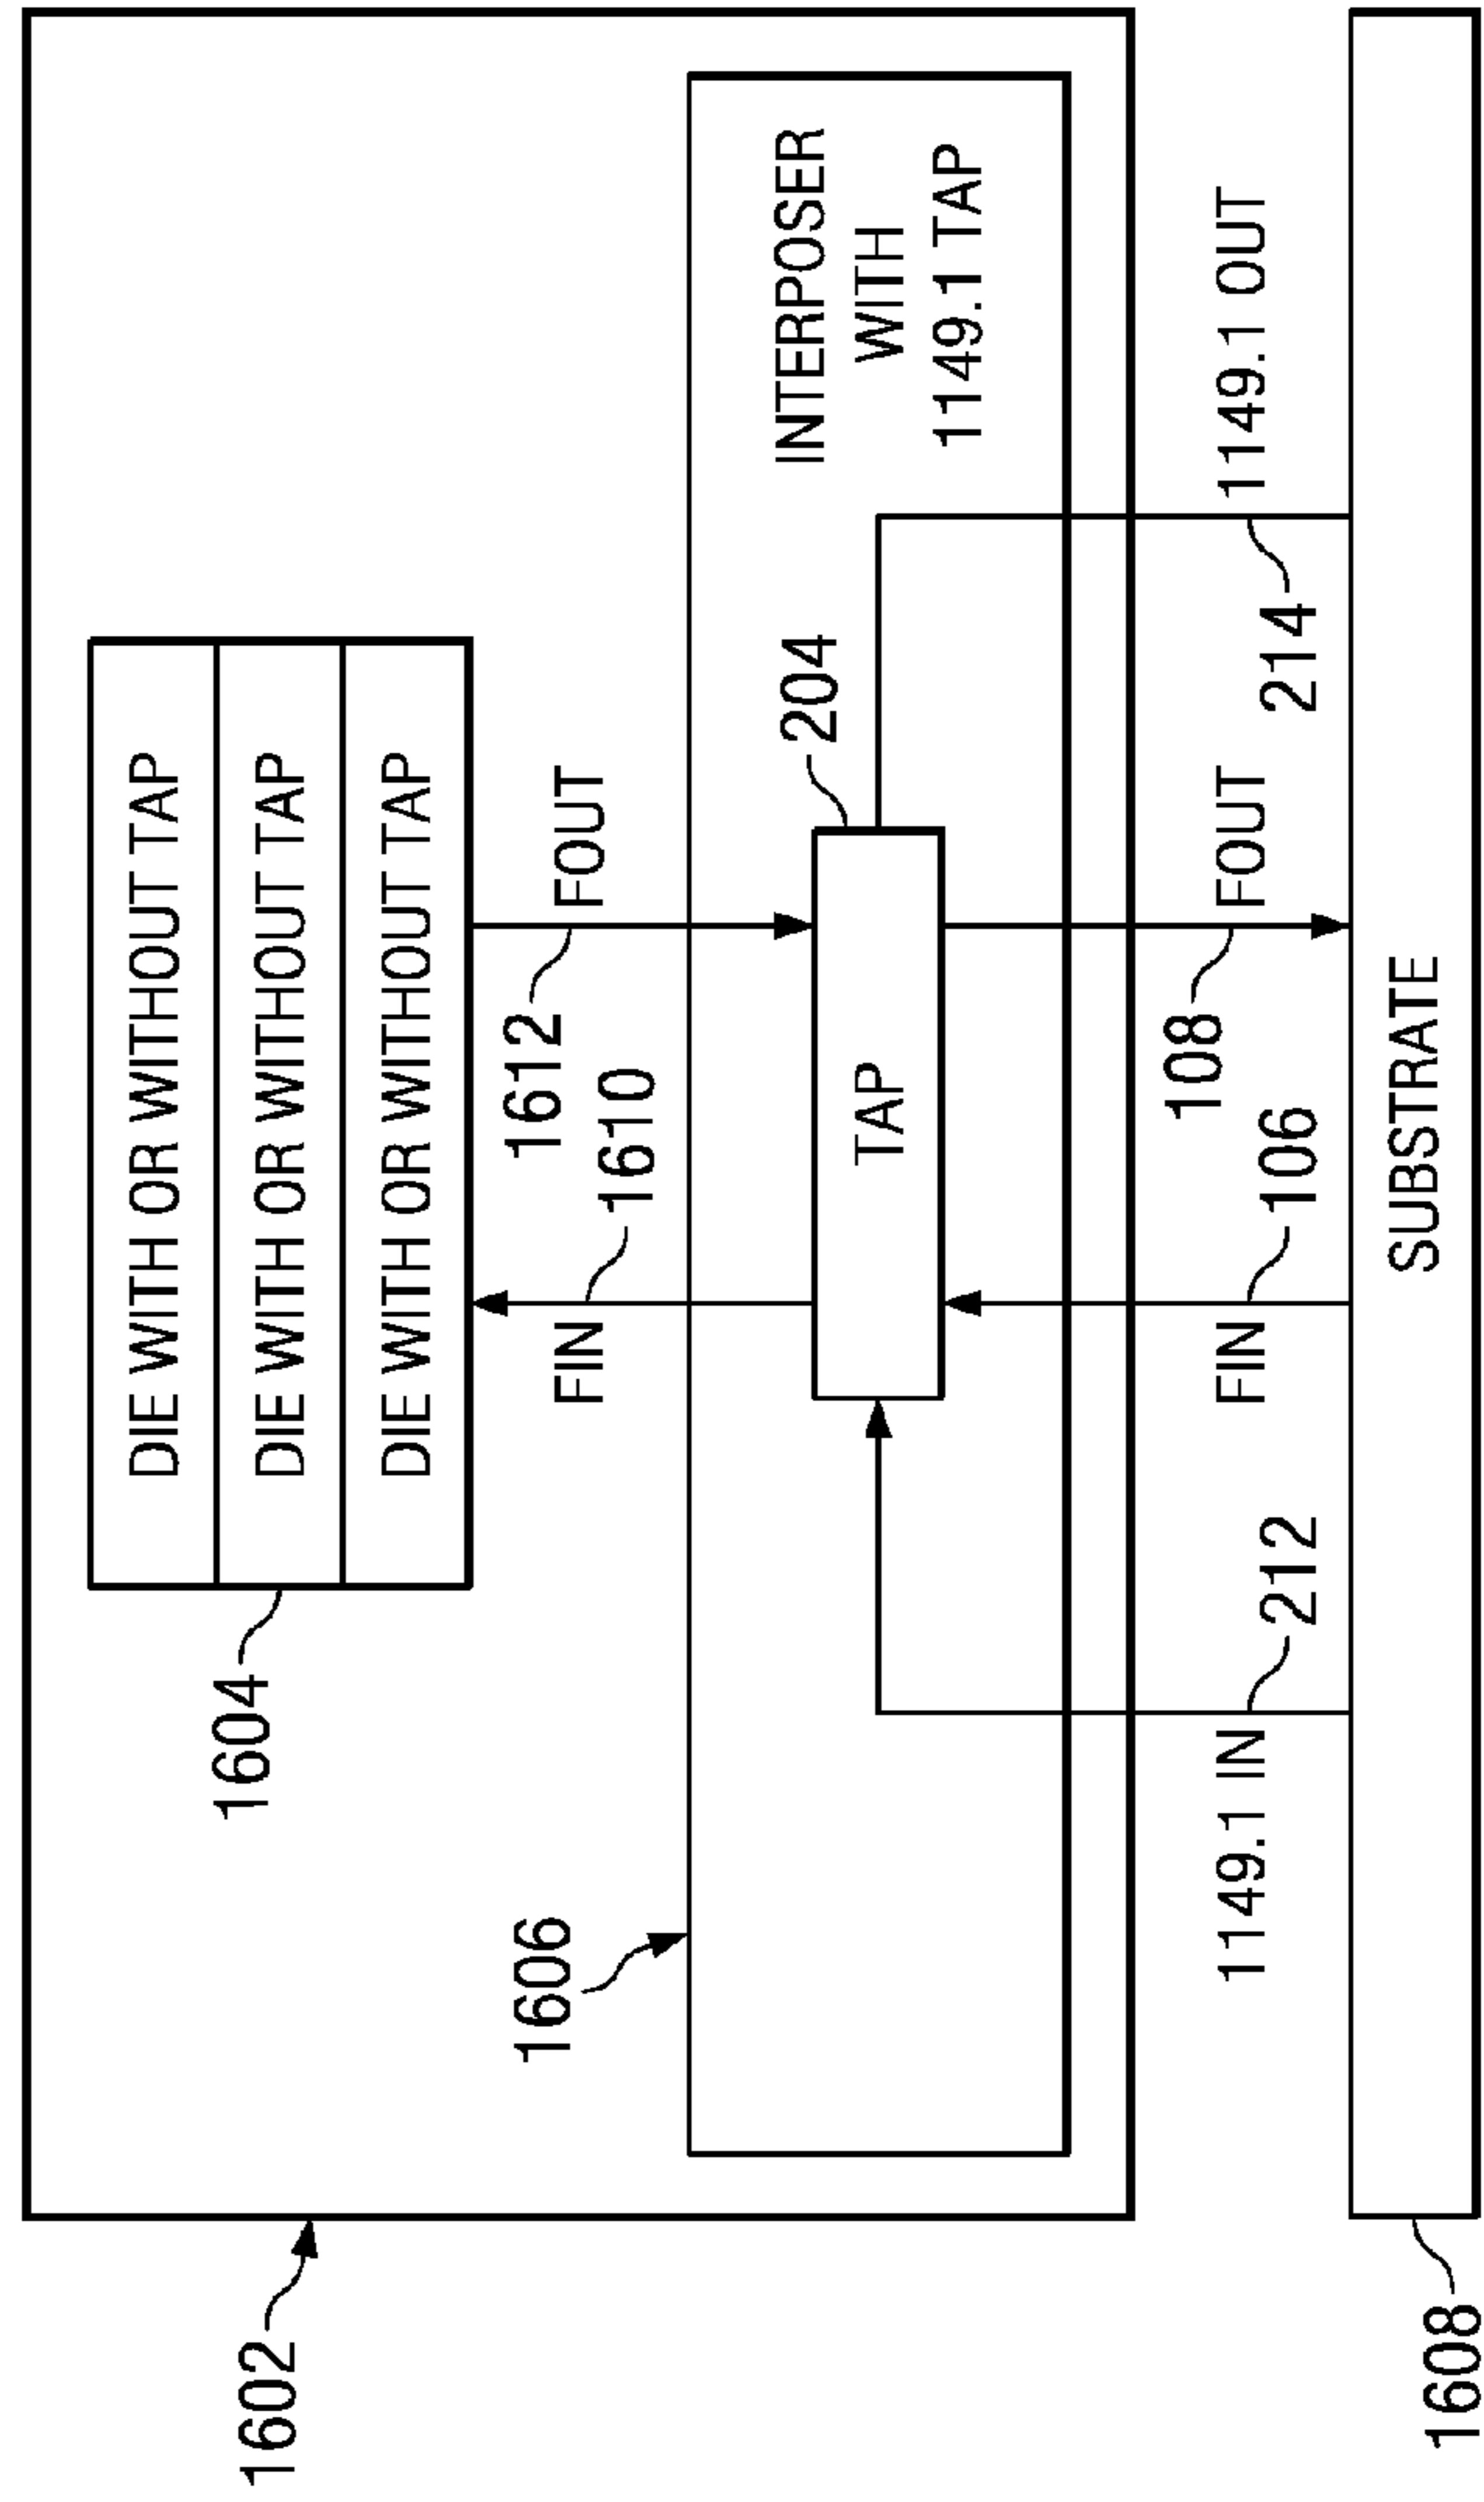 1602
DIE WITH OR WITHOUT TAP
1604
DIE WITH OR WITHOUT TAP
DIE WITH OR WITHOUT TAP
1612
FIN
FOUT
1606
1610
INTERPOSER
204
TAP
WITH
1149.1 TAP
108
1149.1 IN
FIN
FOUT
1149.1 OUT
212
106
214
SUBSTRATE
1608